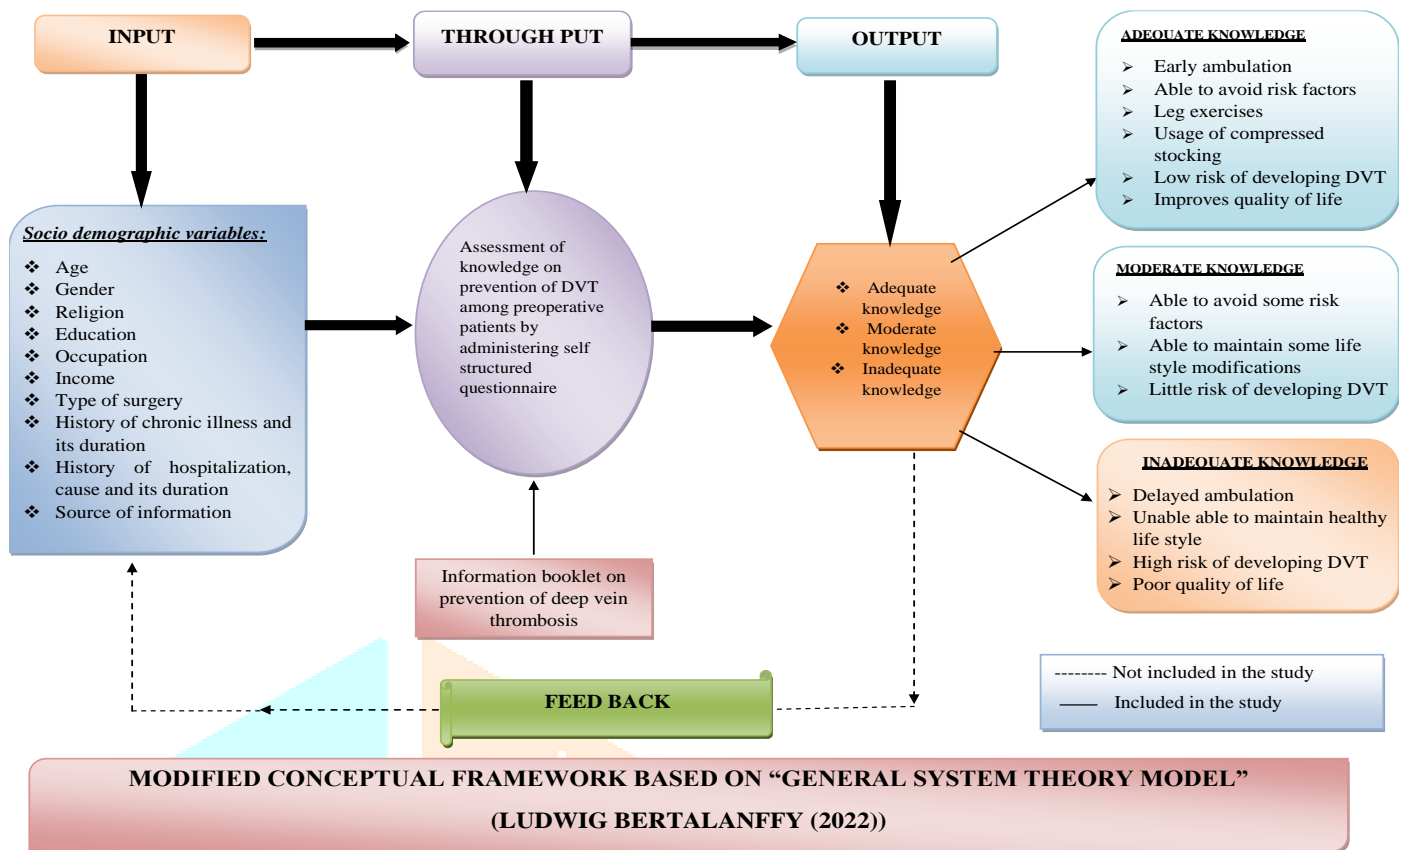 INPUT
THROUGH PUT
OUTPUT
Socio demographic variables:
❖ Age
❖ Gender
❖ Religion
❖ Education
❖ Occupation
❖ Income
❖ Type of surgery
❖ History of chronic illness and
its duration
❖ History of hospitalization,
cause and its duration
❖ Source of information
Assessment of
knowledge on
prevention of DVT
among preoperative
patients by
administering self
structured
questionnaire
Information booklet on
prevention of deep vein
thrombosis
❖ Adequate
knowledge
❖ Moderate
knowledge
❖ Inadequate
knowledge
ADEQUATE KNOWLEDGE
➢ Early ambulation
➢ Able to avoid risk factors
➢ Leg exercises
➢ Usage of compressed
stocking
➢ Low risk of developing DVT
➢ Improves quality of life
MODERATE KNOWLEDGE
➢ Able to avoid some risk
factors
➢ Able to maintain some life
style modifications
➢ Little risk of developing DVT
INADEQUATE KNOWLEDGE
➢ Delayed ambulation
➢ Unable able to maintain healthy
life style
➢ High risk of developing DVT
➢ Poor quality of life
FEED BACK
-------- Not included in the study
—— Included in the study
MODIFIED CONCEPTUAL FRAMEWORK BASED ON “GENERAL SYSTEM THEORY MODEL”
(LUDWIG BERTALANFFY (2022))